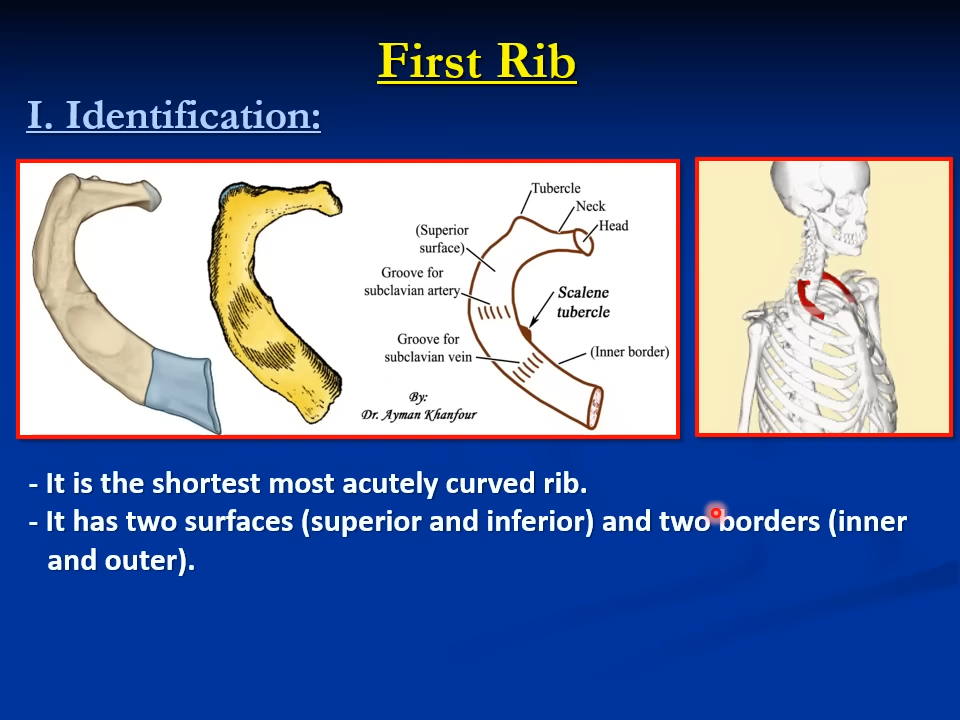 First Rib
I. Identification:
Tubercle
Neck
Head
(Superior
surface)
Groove for
subclavian artery
Scalene
tubercle
Groove for
subclavian vein
(Inner border)
By:
Dr. Ayman Khanfour
- It is the shortest most acutely curved rib.
- It has two surfaces (superior and inferior) and two borders (inner
and outer).